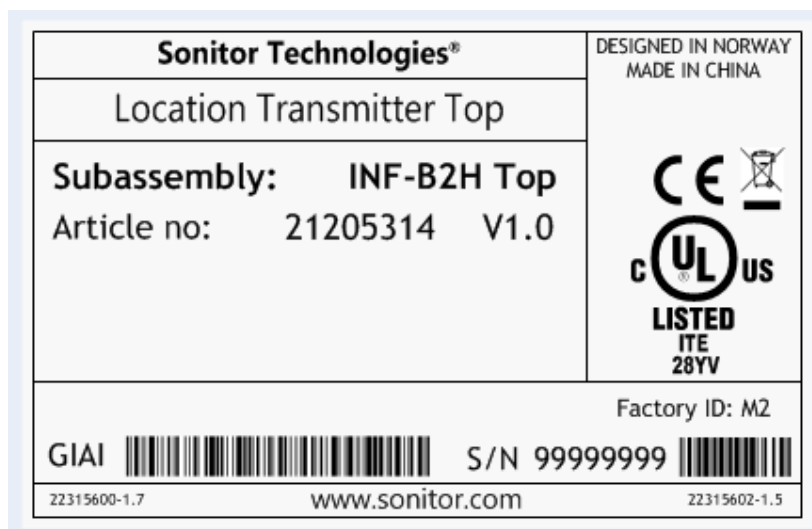 Sonitor Technologies®
DESIGNED IN NORWAY
MADE IN CHINA
Location Transmitter Top
Subassembly: INF-B2H Top
Article no: 21205314 V1.0
CE
C UL® US
LISTED
ITE
28YV
Factory ID: M2
GIAI
S/N 99999999
22315600-1.7
www.sonitor.com
22315602-1.5